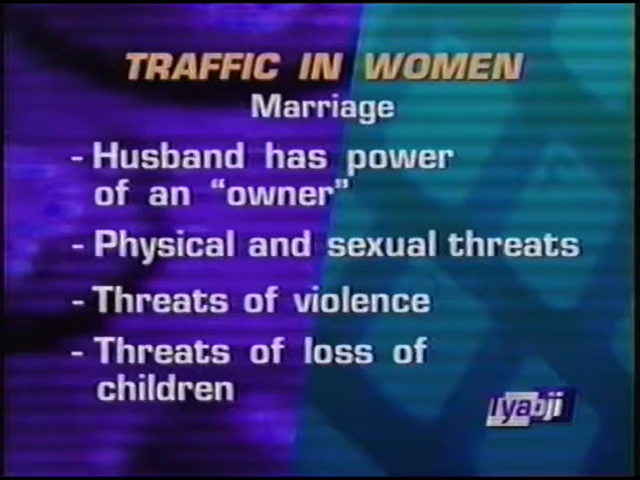 TRAFFIC IN WOMEN
Marriage
- Husband has power
of an “owner”
- Physical and sexual threats
- Threats of violence
- Threats of loss of
children
Tyabji